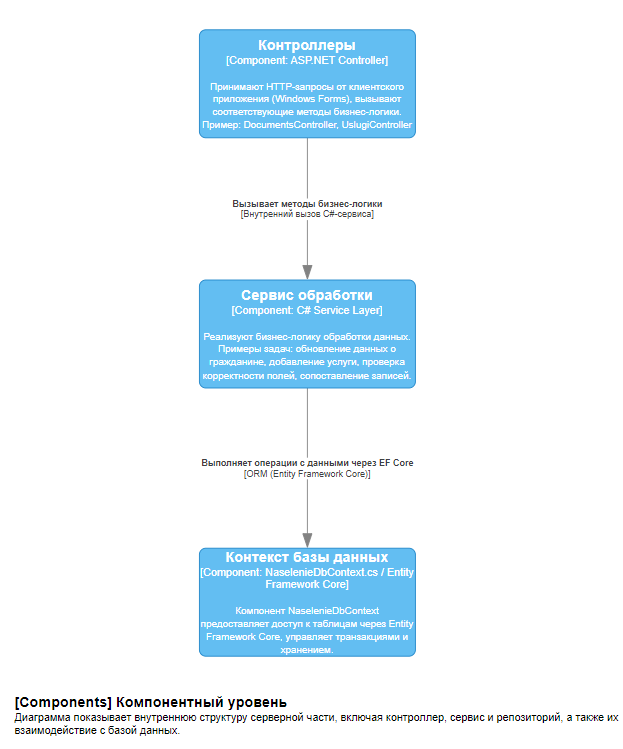 Контроллеры
[Component: ASP.NET Controller]
Принимают HTTP-запросы от клиентского
приложения (Windows Forms), вызывают
соответствующие методы бизнес-логики.
Пример: DocumentsController, UslugiController
Вызывает методы бизнес-логики
[Внутренний вызов C#-сервиса]
Сервис обработки
[Component: C# Service Layer]
Реализуют бизнес-логику обработки данных.
Примеры задач: обновление данных о
гражданине, добавление услуги, проверка
корректности полей, сопоставление записей.
Выполняет операции с данными через EF Core
[ORM (Entity Framework Core)]
Контекст базы данных
[Component: NaselenieDbContext.cs / Entity
Framework Core]
Компонент NaselenieDbContext
предоставляет доступ к таблицам через Entity
Framework Core, управляет транзакциями и
хранением.
[Components] Компонентный уровень
Диаграмма показывает внутреннюю структуру серверной части, включая контроллер, сервис и репозиторий, а также их
взаимодействие с базой данных.